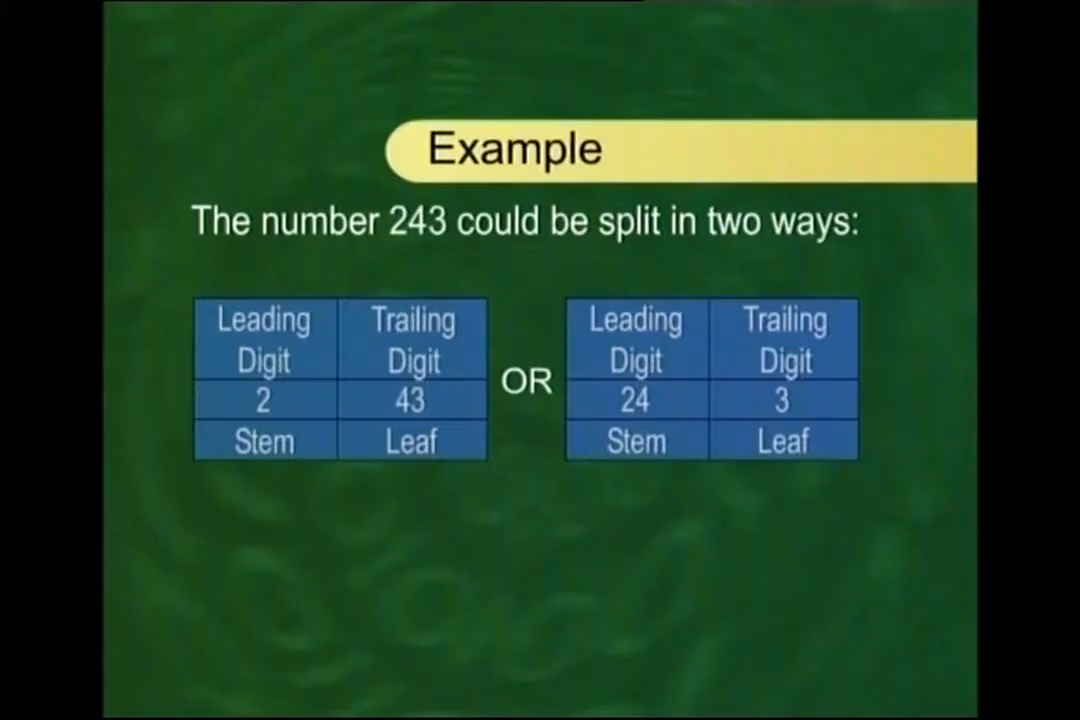 Example
The number 243 could be split in two ways:
Leading Digit Trailing Digit
2 43
Stem Leaf
OR
Leading Digit Trailing Digit
24 3
Stem Leaf